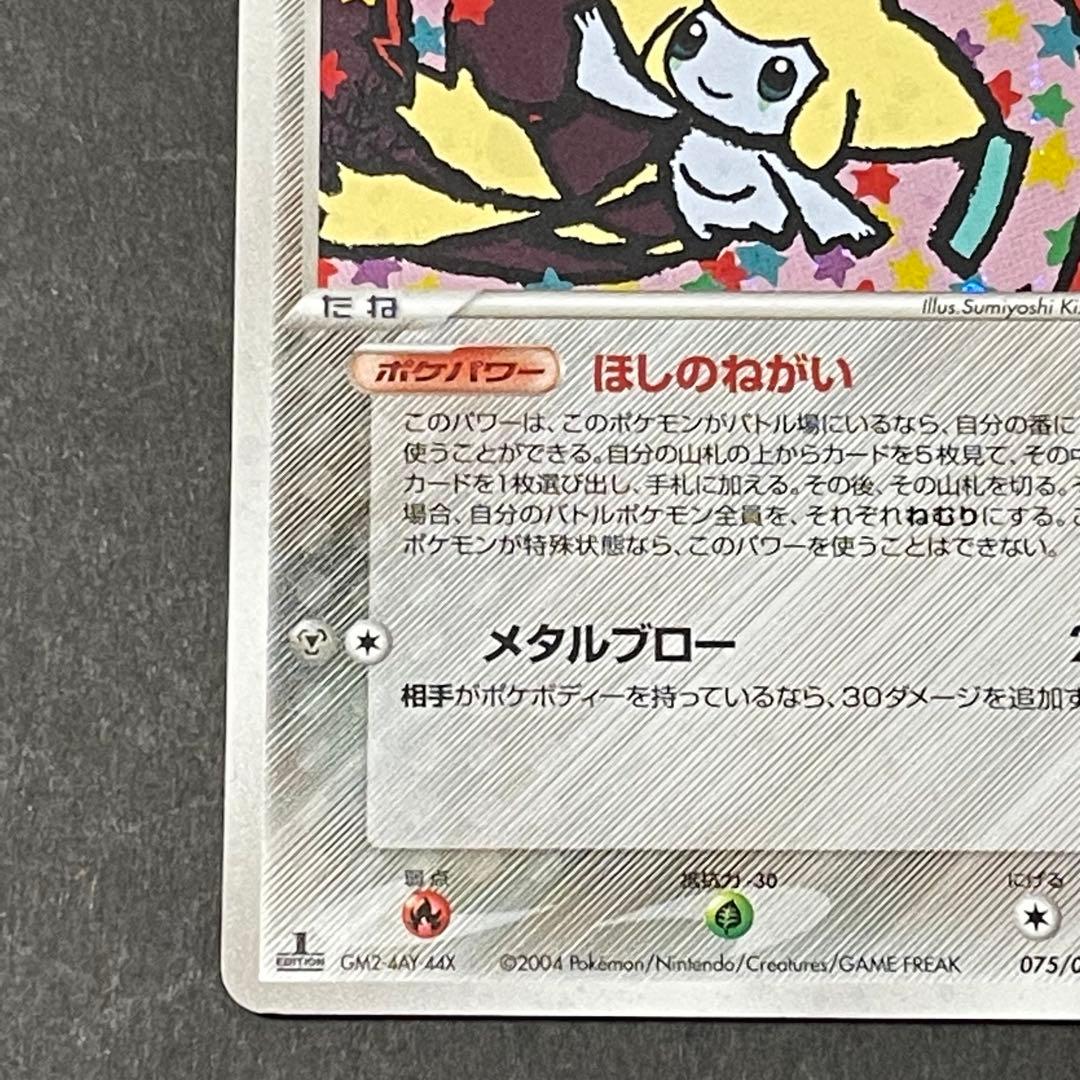 たね
Illus.Sumiyoshi Ki
ポケパワー ほしのねがい
このパワーは、このポケモンがバトル場にいるなら、自分の番に
使うことができる。自分の山札の上からカードを5枚見て、その中
カードを1枚選び出し、手札に加える。その後、その山札を切る。そ
場合、自分のバトルポケモン全員を、それぞれねむりにする。こ
ポケモンが特殊状態なら、このパワーを使うことはできない。
メタルブロー 2
相手がポケボディーを持っているなら、30ダメージを追加す
弱点 抵抗力 -30 にげる
1 EDITION GM2-4AY-44X ©2004 Pokémon/Nintendo/Creatures/GAME FREAK 075/0